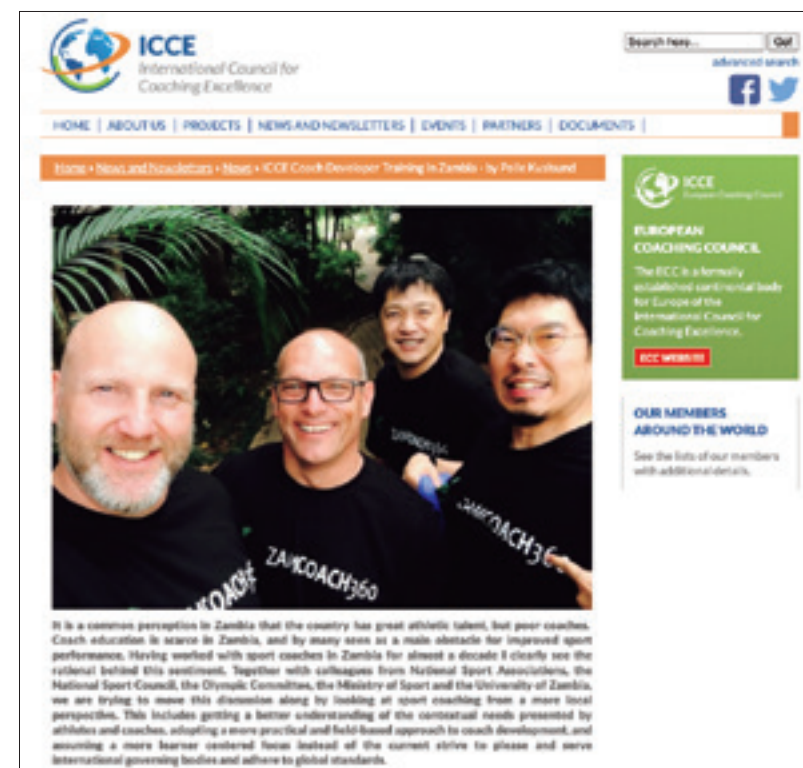 ICCE
International Council for
Coaching Excellence
Search here...
Go!
advanced search
HOME | ABOUT US | PROJECTS | NEWS AND NEWSLETTERS | EVENTS | PARTNERS | DOCUMENTS |
Home • News and Newsletters • News • ICCE Coach Developer Training in Zambia - by Pelle Kvalsund
ZAMCOACH360
ZAMCOACH360
ICCE
European Coaching Council
EUROPEAN
COACHING COUNCIL
The ECC is a formally
established continental body
for Europe of the
International Council for
Coaching Excellence.
ECC WEBSITE
OUR MEMBERS
AROUND THE WORLD
See the lists of our members
with additional details.
It is a common perception in Zambia that the country has great athletic talent, but poor coaches.
Coach education is scarce in Zambia, and by many seen as a main obstacle for improved sport
performance. Having worked with sport coaches in Zambia for almost a decade I clearly see the
rational behind this sentiment. Together with colleagues from National Sport Associations, the
National Sport Council, the Olympic Committee, the Ministry of Sport and the University of Zambia,
we are trying to move this discussion along by looking at sport coaching from a more local
perspective. This includes getting a better understanding of the contextual needs presented by
athletes and coaches, adopting a more practical and field-based approach to coach development, and
assuming a more learner centered focus instead of the current strive to please and serve
international governing bodies and adhere to global standards.